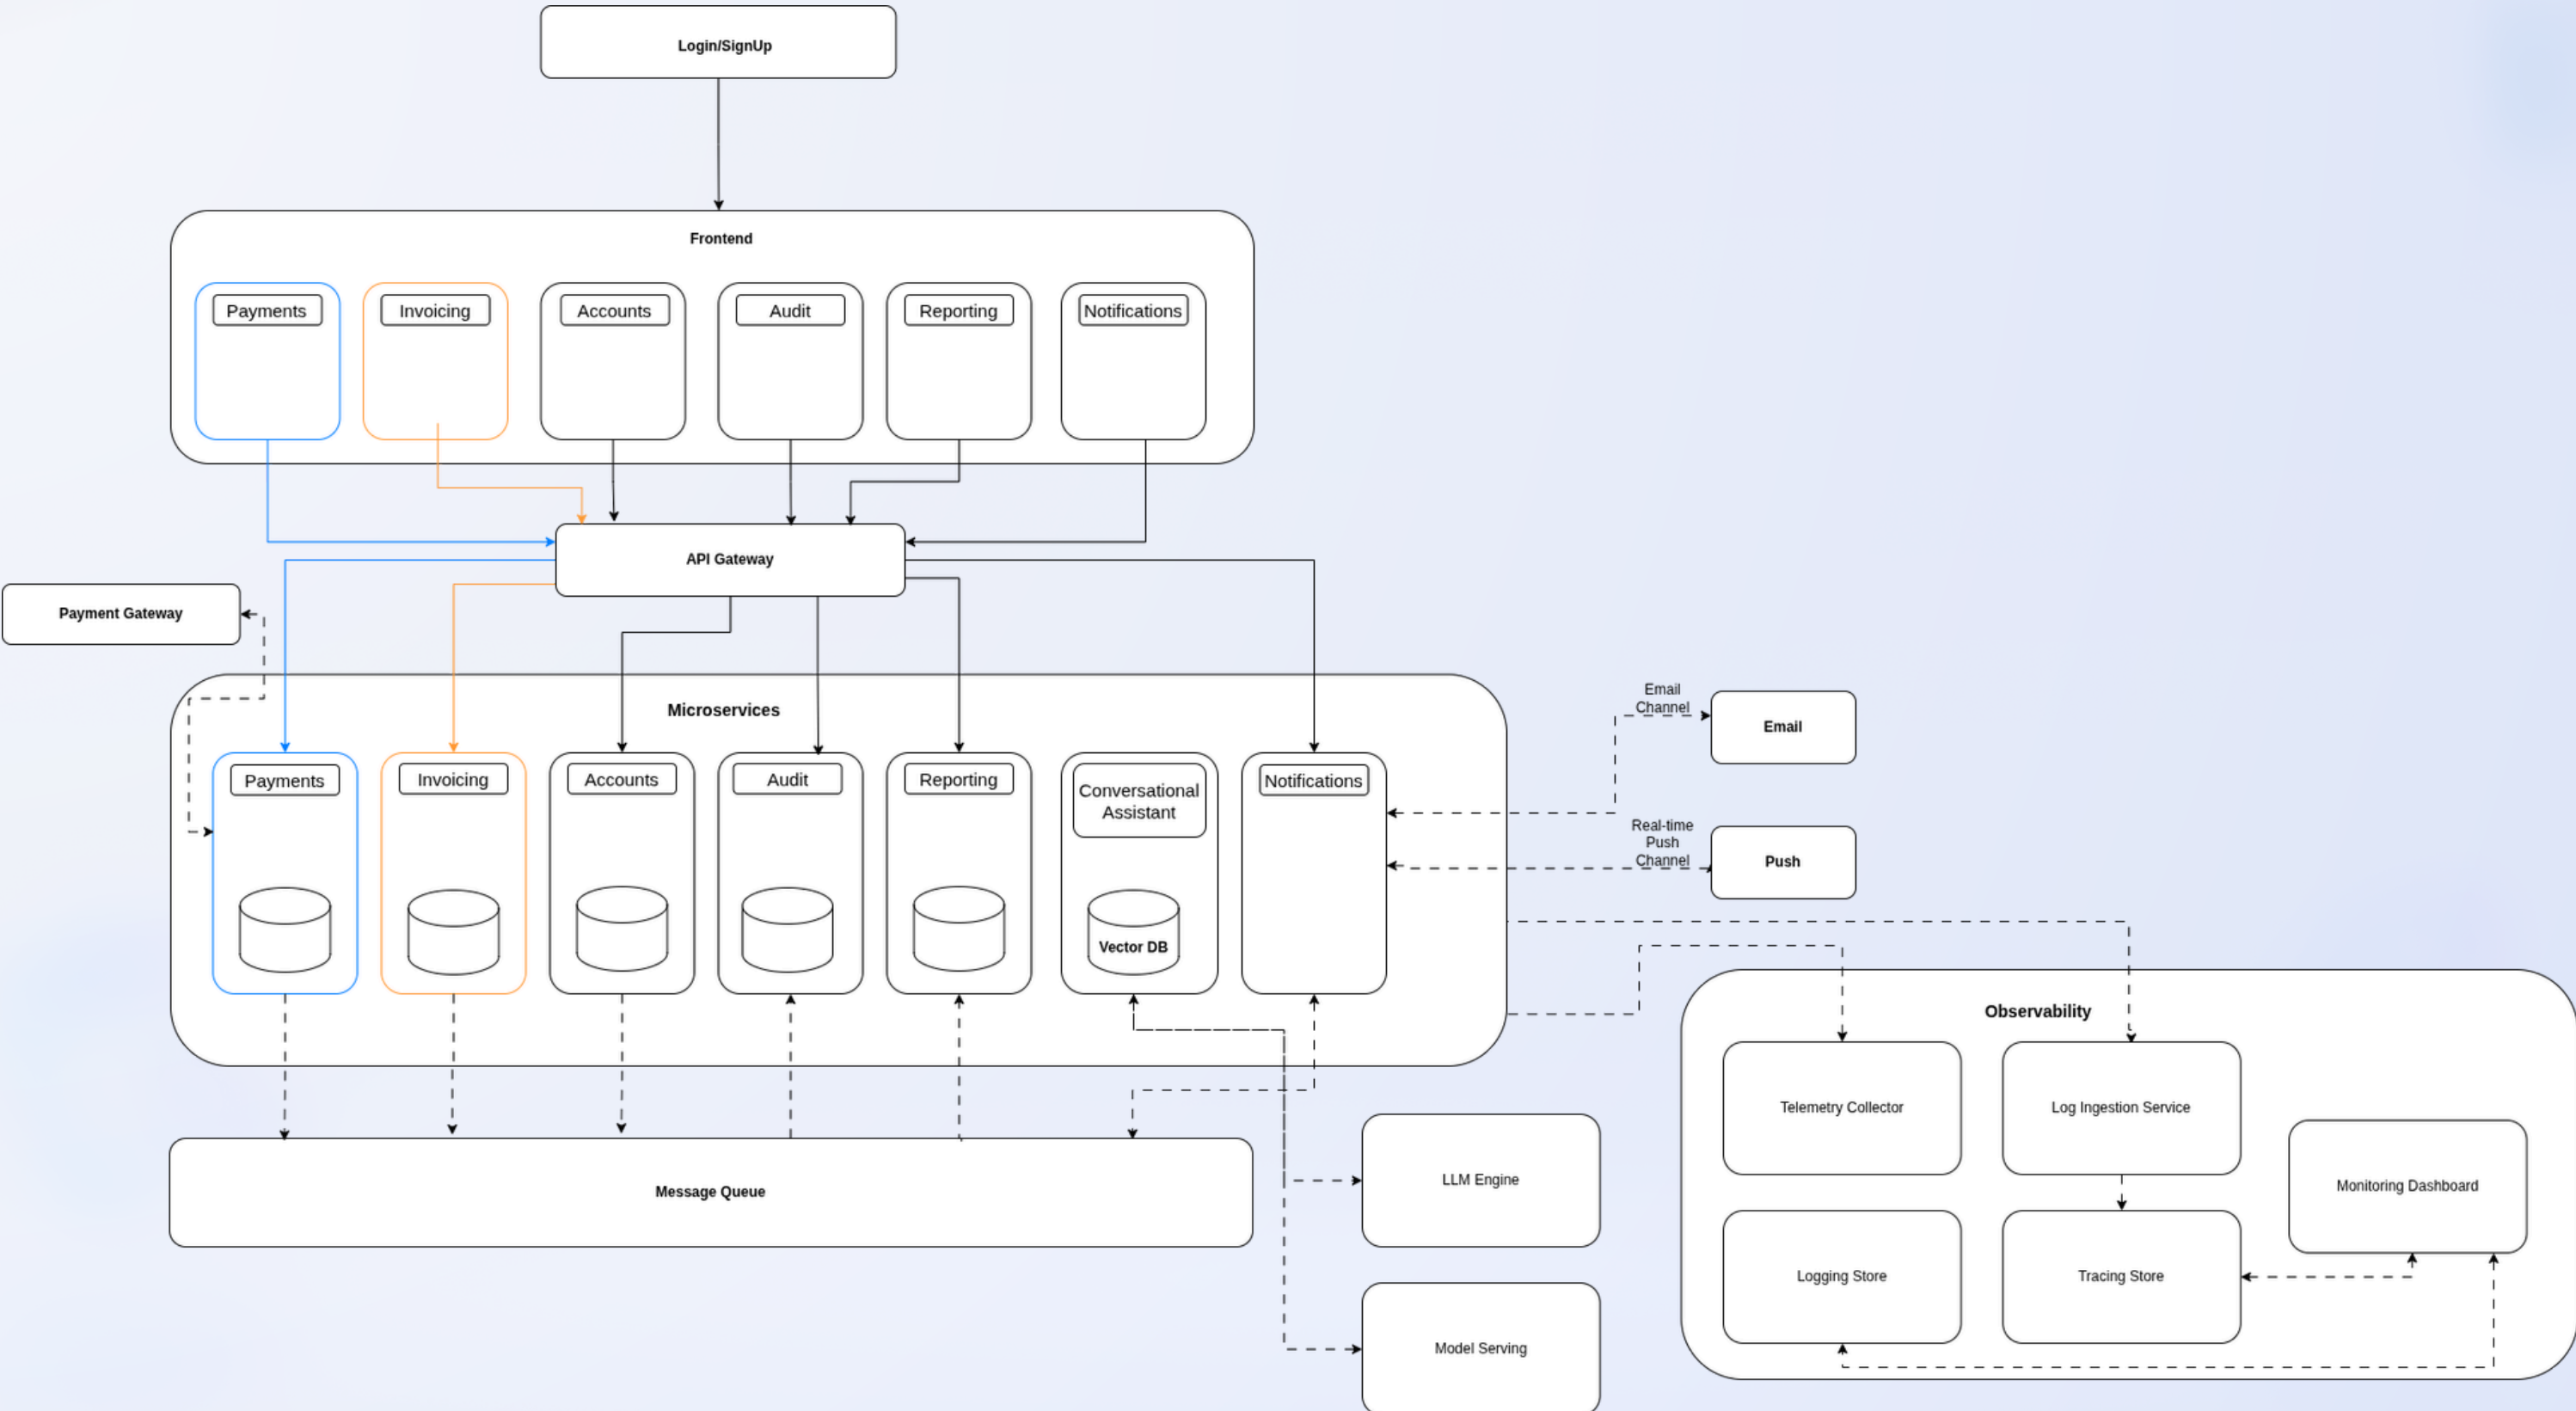 Login/SignUp
Frontend
Payments
Invoicing
Accounts
Audit
Reporting
Notifications
API Gateway
Payment Gateway
Microservices
Payments
Invoicing
Accounts
Audit
Reporting
Conversational
Assistant
Notifications
Vector DB
Email
Channel
Email
Real-time
Push
Channel
Push
Message Queue
LLM Engine
Model Serving
Observability
Telemetry Collector
Log Ingestion Service
Monitoring Dashboard
Logging Store
Tracing Store